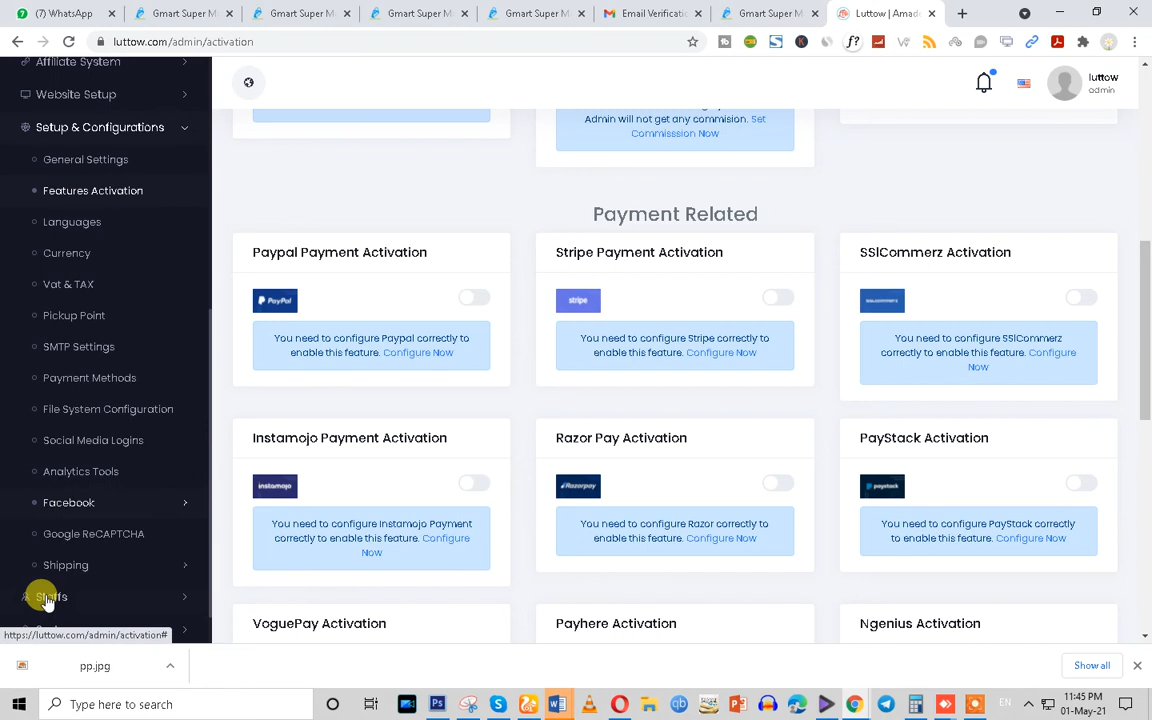 (7) WhatsApp
Gmart Super M
Gmart Super M
Gmart Super M
Gmart Super M
Email Verificati
Gmart Super M
Luttow | Amad
luttow.com/admin/activation
Affiliate System
Website Setup
Setup & Configurations
General Settings
Features Activation
Languages
Currency
Vat & TAX
Pickup Point
SMTP Settings
Payment Methods
File System Configuration
Social Media Logins
Analytics Tools
Facebook
Google ReCAPTCHA
Shipping
Staffs
https://luttow.com/admin/activation#
luttow
admin
Admin will not get any commision. Set
Commisssion Now
Payment Related
Paypal Payment Activation
PayPal
You need to configure Paypal correctly to
enable this feature. Configure Now
Stripe Payment Activation
stripe
You need to configure Stripe correctly to
enable this feature. Configure Now
SSlCommerz Activation
You need to configure SSlCommerz
correctly to enable this feature. Configure
Now
Instamojo Payment Activation
instamojo
You need to configure Instamojo Payment
correctly to enable this feature. Configure
Now
Razor Pay Activation
Razorpay
You need to configure Razor correctly to
enable this feature. Configure Now
PayStack Activation
paystack
You need to configure PayStack correctly
to enable this feature. Configure Now
VoguePay Activation
Payhere Activation
Ngenius Activation
pp.jpg
Show all
Type here to search
EN
11:45 PM
01-May-21